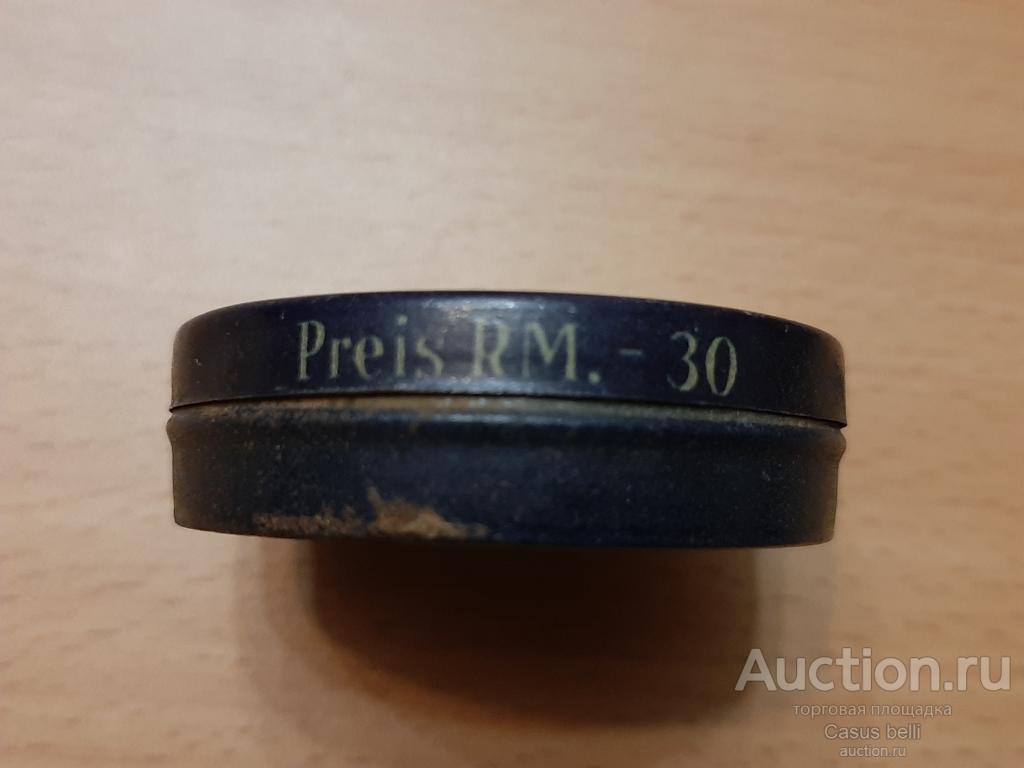 Preis RM. - 30
Auction.ru
торговая площадка
Casus belli
auction.ru